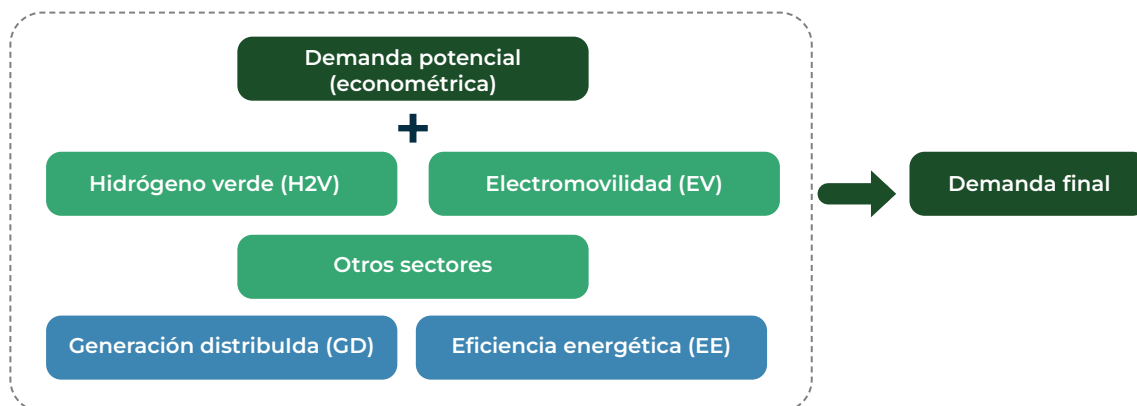 Demanda potencial
(econométrica)
+
Hidrógeno verde (H2V)
Electromovilidad (EV)
Demanda final
Otros sectores
Generación distribuIda (GD)
Eficiencia energética (EE)